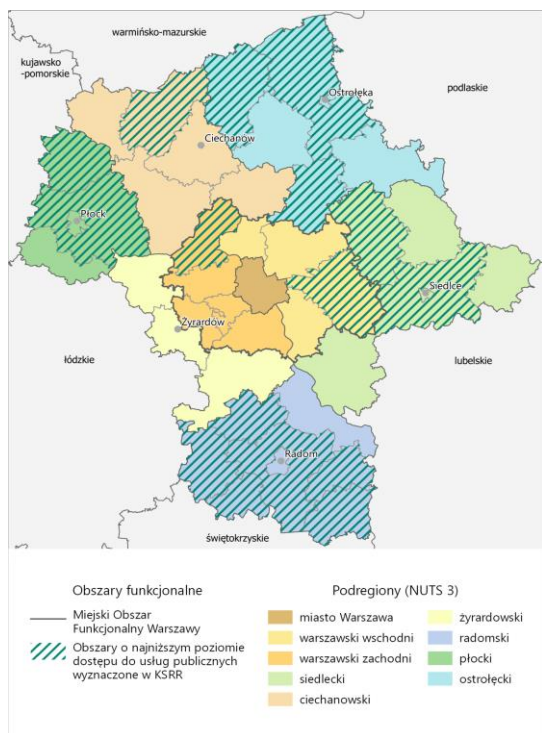 warmińsko-mazurskie
kujawsko
-pomorskie
podlaskie
Ostrołęka
Ciechanów
Płock
Siedlce
Żyrardów
łódzkie
lubelskie
Radom
świętokrzyskie
Obszary funkcjonalne
Miejski Obszar
Funkcjonalny Warszawy
Obszary o najniższym poziomie
dostępu do usług publicznych
wyznaczone w KSRR
Podregiony (NUTS 3)
miasto Warszawa
warszawski wschodni
warszawski zachodni
siedlecki
ciechanowski
żyrardowski
radomski
płocki
ostrołęcki